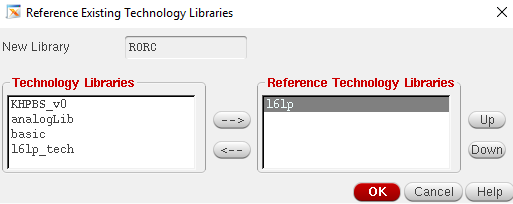 Reference Existing Technology Libraries
New Library
RORC
Technology Libraries
KHPBS_v0
analogLib
basic
l6lp_tech
-->
<--
Reference Technology Libraries
l6lp
Up
Down
OK
Cancel
Help